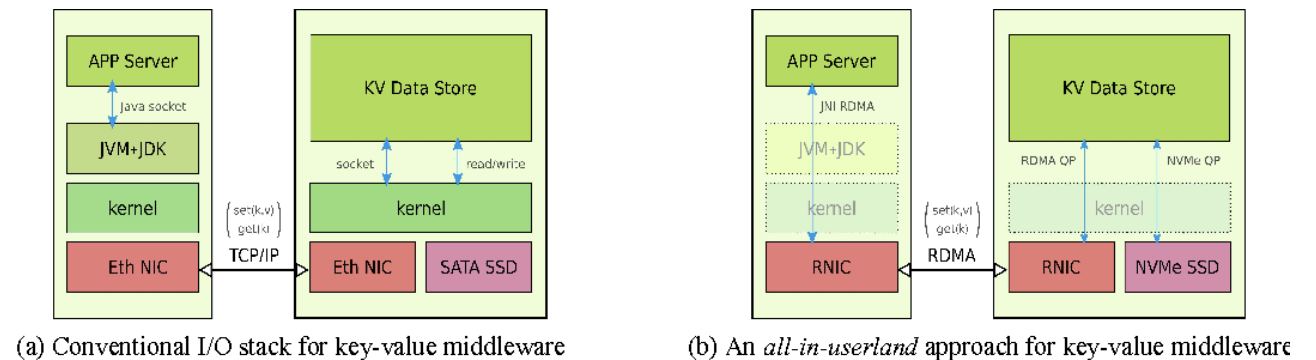 APP Server
Java socket
JVM+JDK
kernel
Eth NIC
set(k,v)
get(k)
TCP/IP
KV Data Store
socket
read/write
kernel
Eth NIC
SATA SSD
(a) Conventional I/O stack for key-value middleware
APP Server
JNI RDMA
JVM+JDK
kernel
RNIC
set(k,v)
get(k)
RDMA
KV Data Store
RDMA QP
NVMe QP
kernel
RNIC
NVMe SSD
(b) An all-in-userland approach for key-value middleware